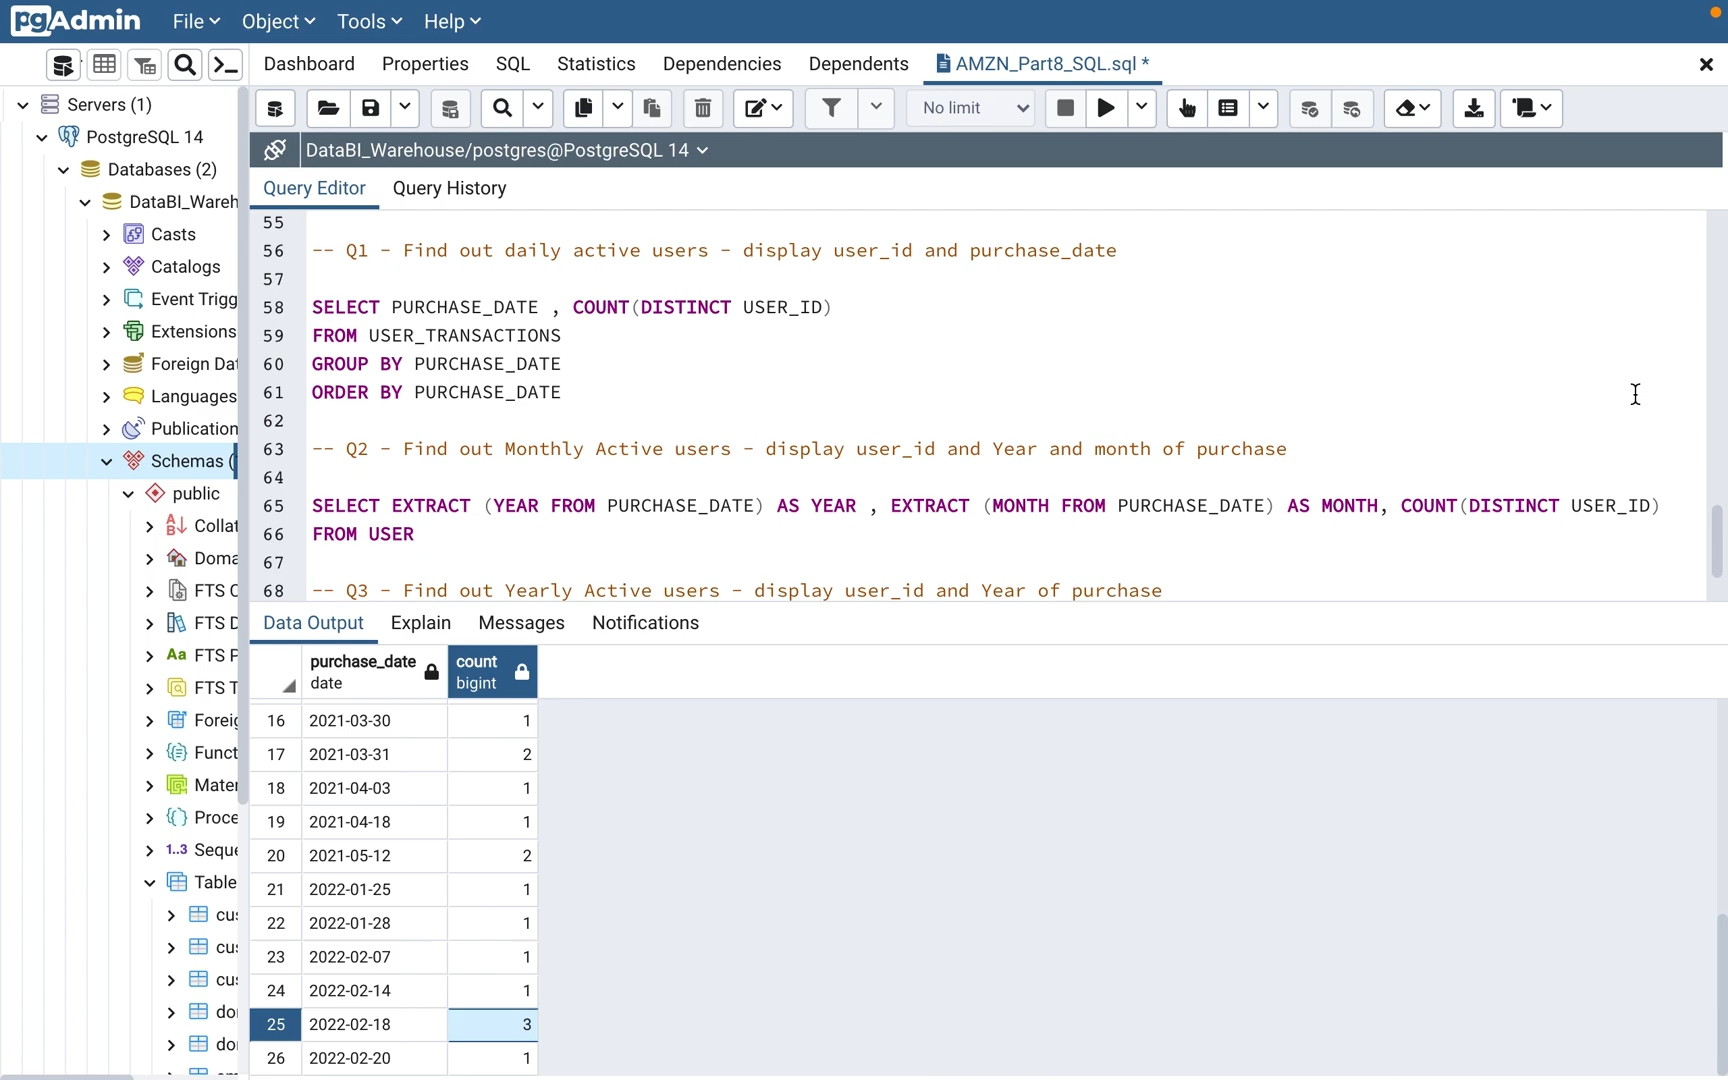 pgAdmin File Object Tools Help
Dashboard Properties SQL Statistics Dependencies Dependents AMZN_Part8_SQL.sql *
No limit
DataBI_Warehouse/postgres@PostgreSQL 14
Query Editor Query History
Servers (1)
PostgreSQL 14
Databases (2)
DataBI_Wareh
Casts
Catalogs
Event Trigg
Extensions
Foreign Dat
Languages
Publication
Schemas (
public
Collat
Doma
FTS C
FTS D
Aa FTS P
FTS T
Foreig
Funct
Mater
Proce
1..3 Seque
Table
cus
cus
cus
dor
dor
55
56 -- Q1 - Find out daily active users - display user_id and purchase_date
57
58 SELECT PURCHASE_DATE , COUNT(DISTINCT USER_ID)
59 FROM USER_TRANSACTIONS
60 GROUP BY PURCHASE_DATE
61 ORDER BY PURCHASE_DATE
62
63 -- Q2 - Find out Monthly Active users - display user_id and Year and month of purchase
64
65 SELECT EXTRACT (YEAR FROM PURCHASE_DATE) AS YEAR , EXTRACT (MONTH FROM PURCHASE_DATE) AS MONTH, COUNT(DISTINCT USER_ID)
66 FROM USER
67
68 -- Q3 - Find out Yearly Active users - display user_id and Year of purchase
Data Output Explain Messages Notifications
purchase_date count
date bigint
16 2021-03-30 1
17 2021-03-31 2
18 2021-04-03 1
19 2021-04-18 1
20 2021-05-12 2
21 2022-01-25 1
22 2022-01-28 1
23 2022-02-07 1
24 2022-02-14 1
25 2022-02-18 3
26 2022-02-20 1